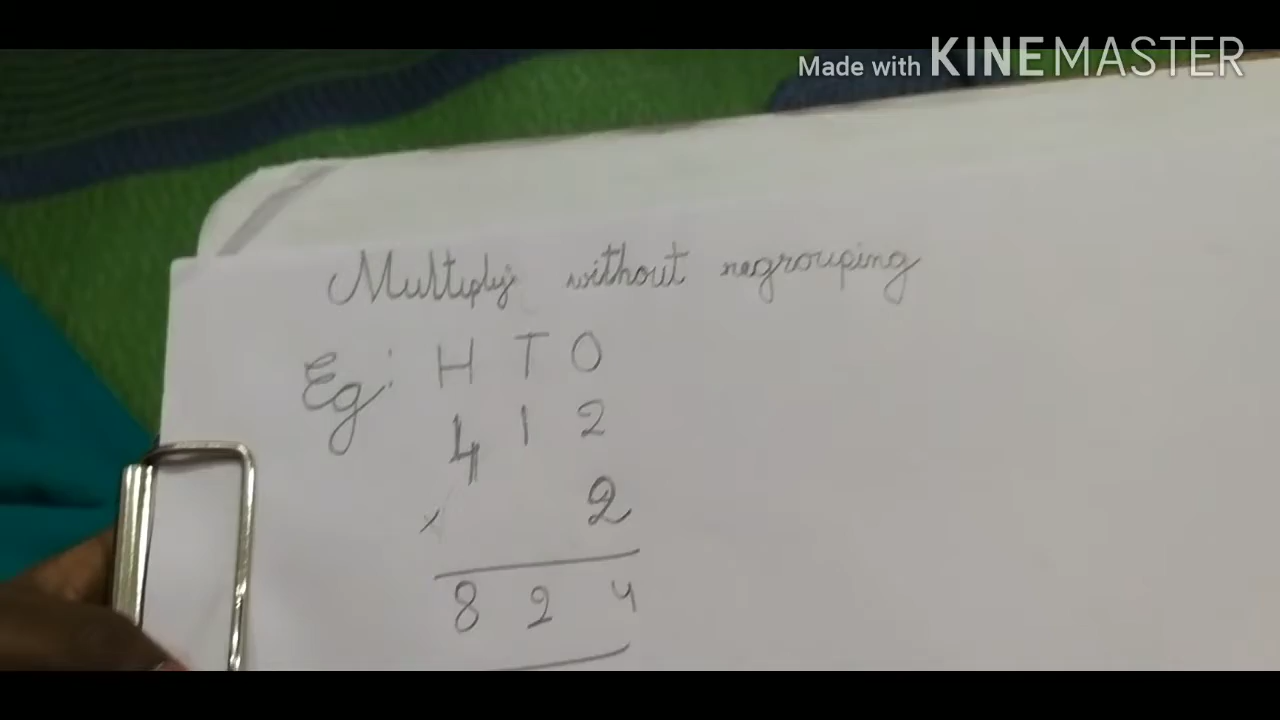 Made with KINEMASTER
Multiply without regrouping
Eg: H T O
4 1 2
× 2
8 2 4